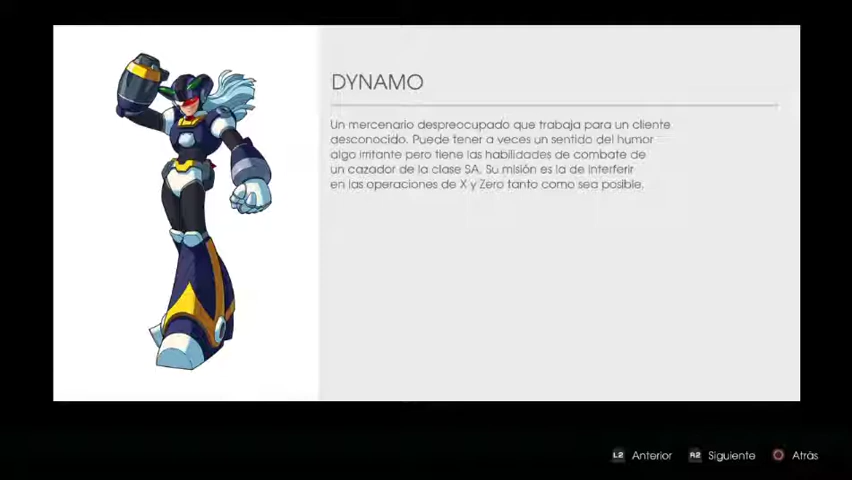 DYNAMO
Un mercenario despreocupado que trabaja para un cliente
desconocido. Puede tener a veces un sentido del humor
algo irritante pero tiene las habilidades de combate de
un cazador de la clase SA. Su misión es la de interferir
en las operaciones de X y Zero tanto como sea posible.
L2 Anterior R2 Siguiente Atrás